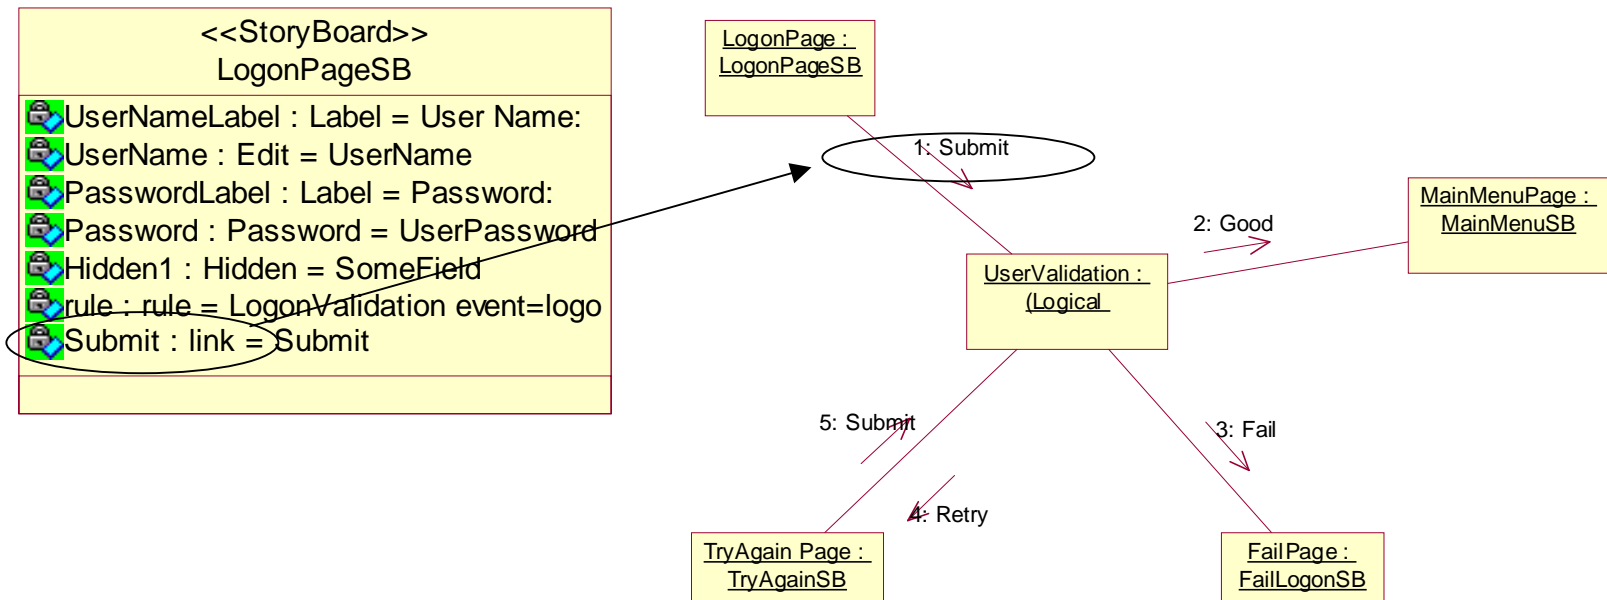 <<StoryBoard>>
LogonPageSB
UserNameLabel : Label = User Name:
UserName : Edit = UserName
PasswordLabel : Label = Password:
Password : Password = UserPassword
Hidden1 : Hidden = SomeField
rule : rule = LogonValidation event=logo
Submit : link = Submit
LogonPage :
LogonPageSB
1: Submit
MainMenuPage :
MainMenuSB
2: Good
UserValidation :
(Logical
5: Submit
3: Fail
4: Retry
TryAgain Page :
TryAgainSB
FailPage :
FailLogonSB